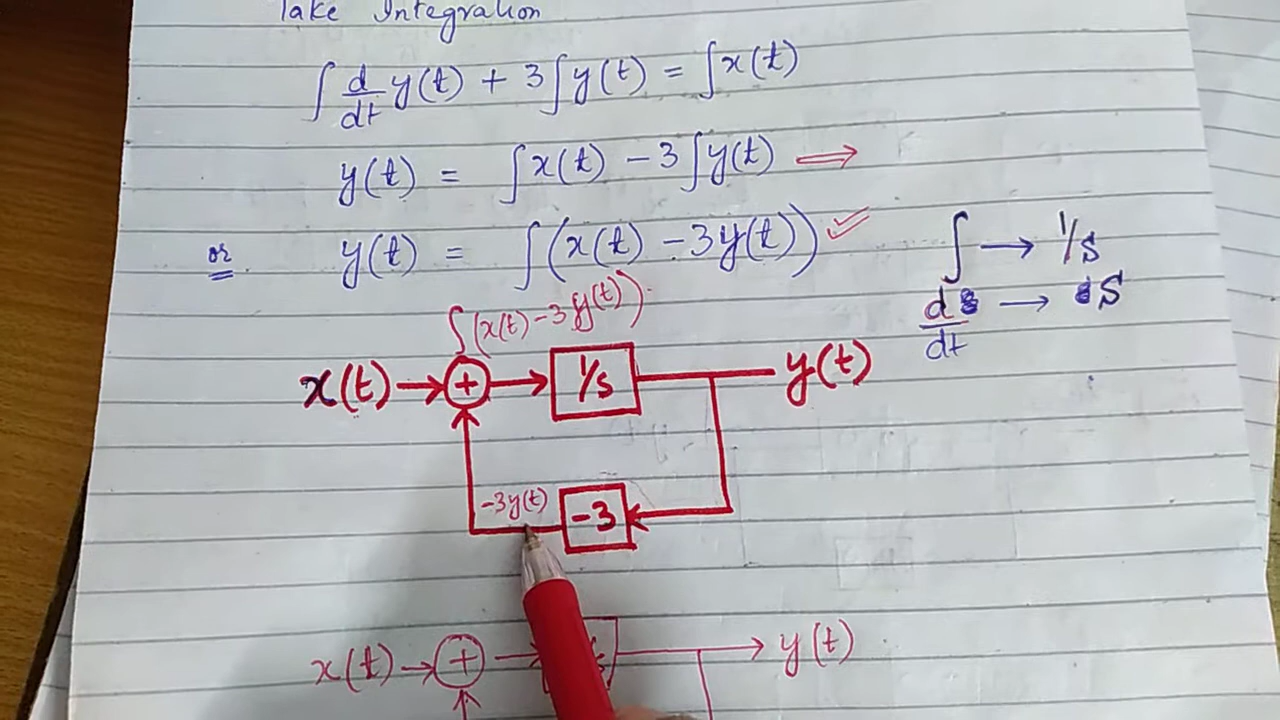 Take Integration
∫ d/dt y(t) + 3∫y(t) = ∫x(t)
y(t) = ∫x(t) - 3∫y(t) ⟹
or y(t) = ∫(x(t) - 3y(t)) ✓
∫ → 1/s
d/dt → s
∫(x(t) - 3y(t))
x(t) → + → 1/s y(t)
-3y(t) -3
x(t) → + → → y(t)